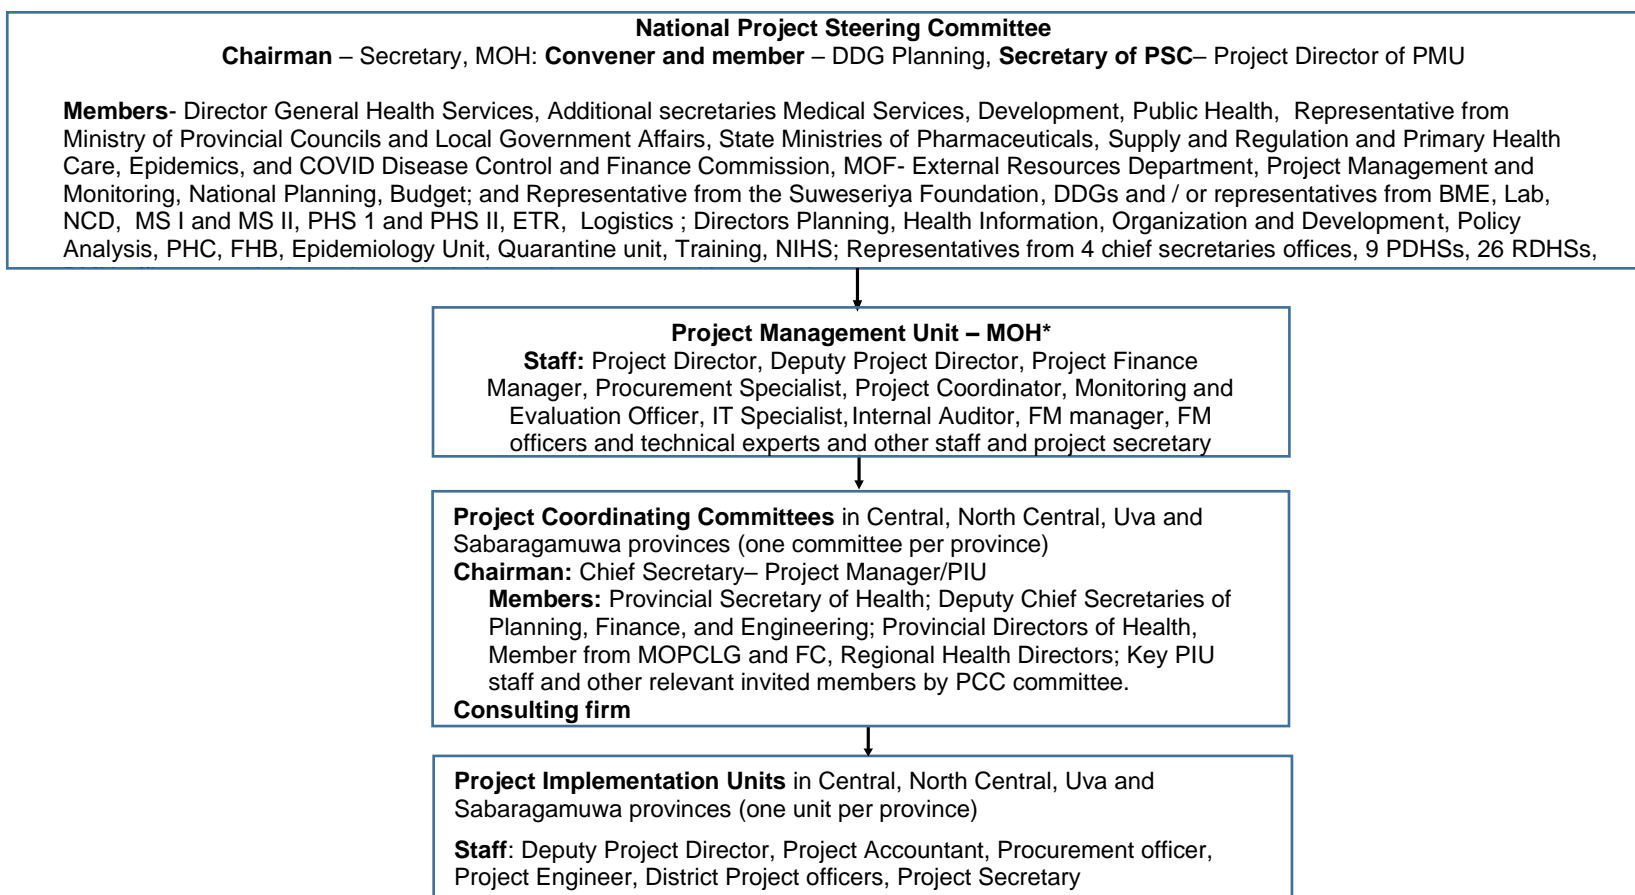 National Project Steering Committee
Chairman – Secretary, MOH: Convener and member – DDG Planning, Secretary of PSC– Project Director of PMU
Members- Director General Health Services, Additional secretaries Medical Services, Development, Public Health, Representative from
Ministry of Provincial Councils and Local Government Affairs, State Ministries of Pharmaceuticals, Supply and Regulation and Primary Health
Care, Epidemics, and COVID Disease Control and Finance Commission, MOF- External Resources Department, Project Management and
Monitoring, National Planning, Budget; and Representative from the Suweseriya Foundation, DDGs and / or representatives from BME, Lab,
NCD, MS I and MS II, PHS 1 and PHS II, ETR, Logistics ; Directors Planning, Health Information, Organization and Development, Policy
Analysis, PHC, FHB, Epidemiology Unit, Quarantine unit, Training, NIHS; Representatives from 4 chief secretaries offices, 9 PDHSs, 26 RDHSs,
Project Management Unit – MOH*
Staff: Project Director, Deputy Project Director, Project Finance
Manager, Procurement Specialist, Project Coordinator, Monitoring and
Evaluation Officer, IT Specialist, Internal Auditor, FM manager, FM
officers and technical experts and other staff and project secretary
Project Coordinating Committees in Central, North Central, Uva and
Sabaragamuwa provinces (one committee per province)
Chairman: Chief Secretary– Project Manager/PIU
Members: Provincial Secretary of Health; Deputy Chief Secretaries of
Planning, Finance, and Engineering; Provincial Directors of Health,
Member from MOPCLG and FC, Regional Health Directors; Key PIU
staff and other relevant invited members by PCC committee.
Consulting firm
Project Implementation Units in Central, North Central, Uva and
Sabaragamuwa provinces (one unit per province)
Staff: Deputy Project Director, Project Accountant, Procurement officer,
Project Engineer, District Project officers, Project Secretary